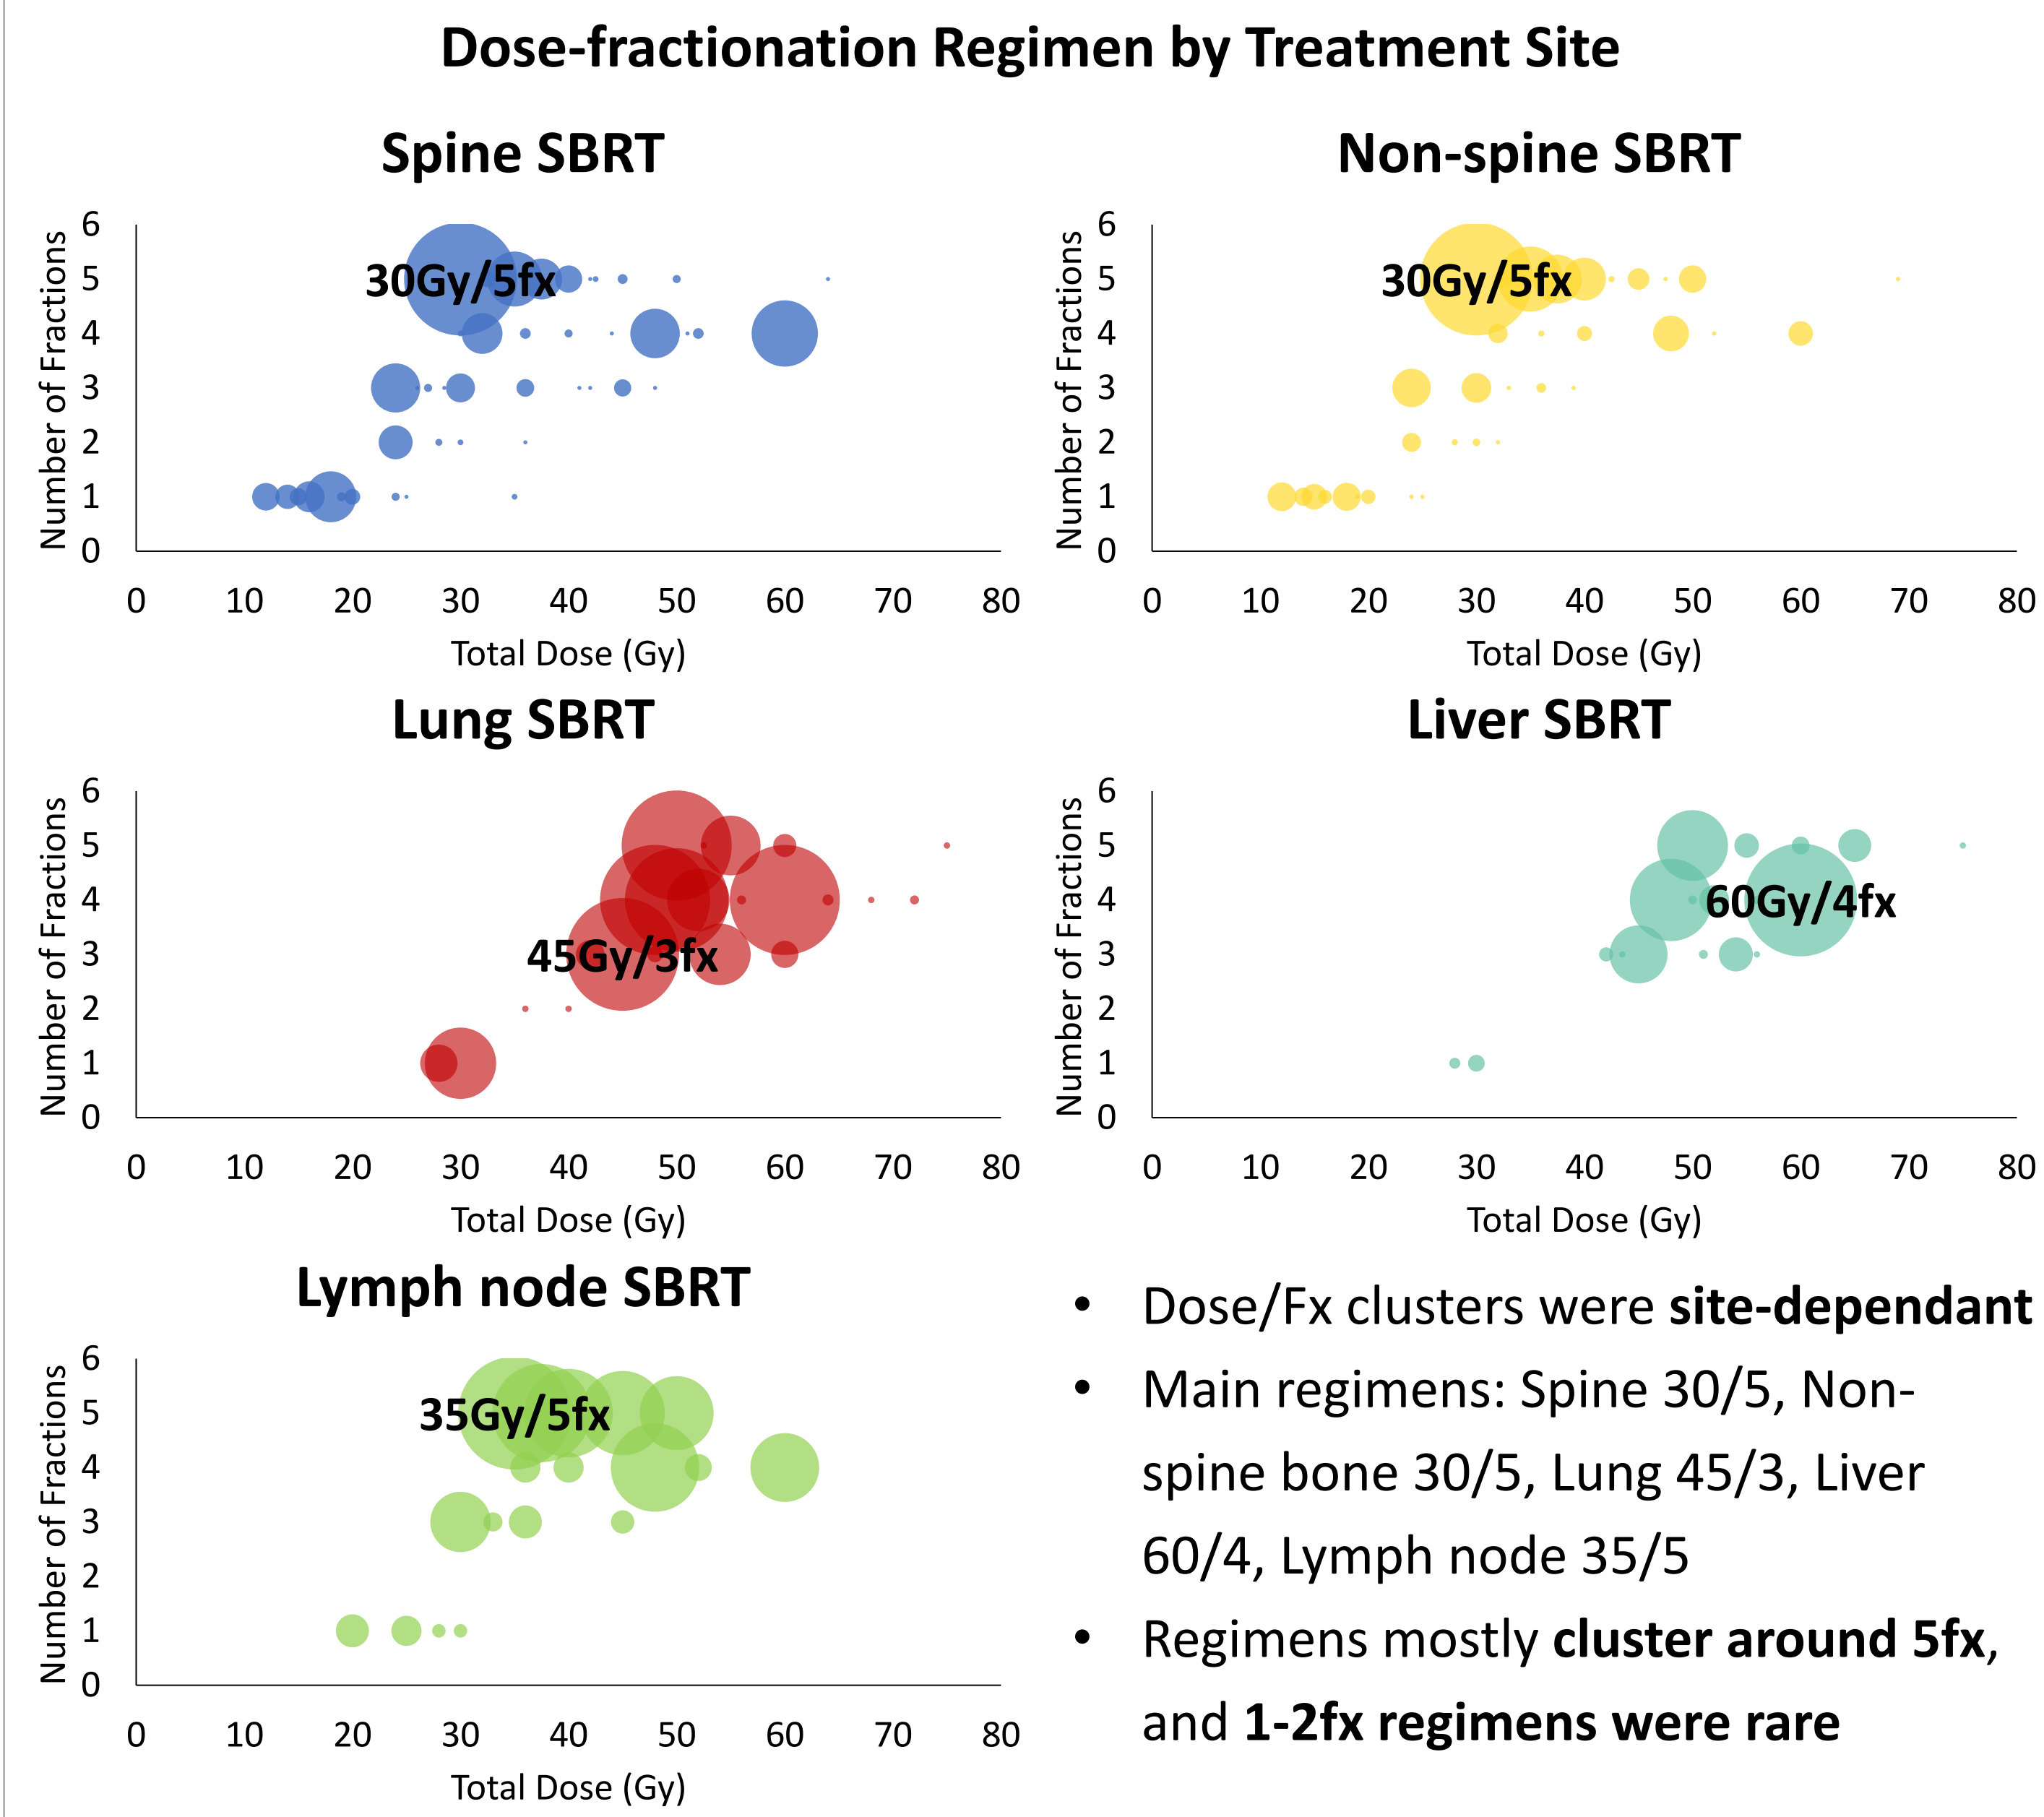 Dose-fractionation Regimen by Treatment Site
Spine SBRT
Number of Fractions
6
5
4
3
2
1
0
30Gy/5fx
0 10 20 30 40 50 60 70 80
Total Dose (Gy)
Non-spine SBRT
Number of Fractions
6
5
4
3
2
1
0
30Gy/5fx
0 10 20 30 40 50 60 70 80
Total Dose (Gy)
Lung SBRT
Number of Fractions
6
5
4
3
2
1
0
45Gy/3fx
0 10 20 30 40 50 60 70 80
Total Dose (Gy)
Liver SBRT
Number of Fractions
6
5
4
3
2
1
0
60Gy/4fx
0 10 20 30 40 50 60 70 80
Total Dose (Gy)
Lymph node SBRT
Number of Fractions
6
5
4
3
2
1
0
35Gy/5fx
0 10 20 30 40 50 60 70 80
Total Dose (Gy)
• Dose/Fx clusters were site-dependant
• Main regimens: Spine 30/5, Non-
spine bone 30/5, Lung 45/3, Liver
60/4, Lymph node 35/5
• Regimens mostly cluster around 5fx,
and 1-2fx regimens were rare